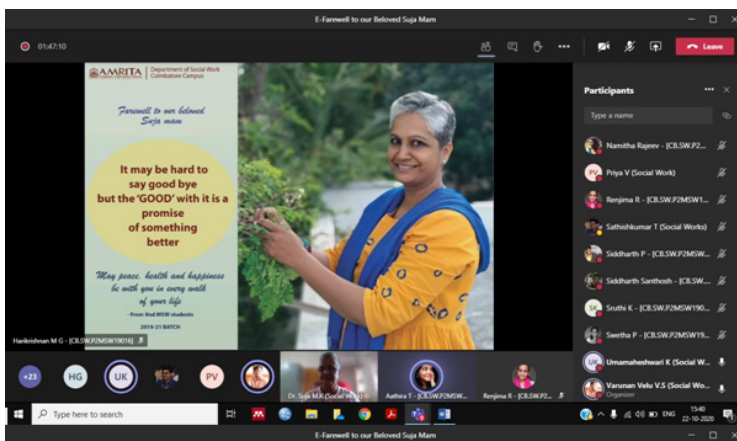 E-Farewell to our Beloved Suja Mam
01:47:10
Leave
AMRITA
Department of Social Work
Coimbatore Campus
Farewell to our beloved
Suja mam
It may be hard to
say good bye
but the 'GOOD' with it is a
promise
of something
better
May peace, health and happiness
be with you in every walk
of your life
- From IInd MSW students
2019-21 BATCH
Harikrishnan M G - [CB.SW.P2MSW19016]
Participants
Type a name
Namitha Rajeev - [CB.SW.P2...
PV
Priya V (Social Work)
Renjima R - [CB.SW.P2MSW1...
Sathishkumar T (Social Works)
Siddharth P - [CB.SW.P2MSW...
Siddharth Santhosh - [CB.SW....
SK
Sruthi K - [CB.SW.P2MSW190...
Swetha P - [CB.SW.P2MSW19...
UK
Umamaheshwari K (Social W...
Varunan Velu V.S (Social Wo...
Organizer
+23
HG
UK
PV
Dr. Suja M.K (Social Work)
Aathira T - [CB.SW.P2MSW...
Renjima R - [CB.SW.P2...
Type here to search
ENG
15:40
22-10-2020
E-Farewell to our Beloved Suja Mam